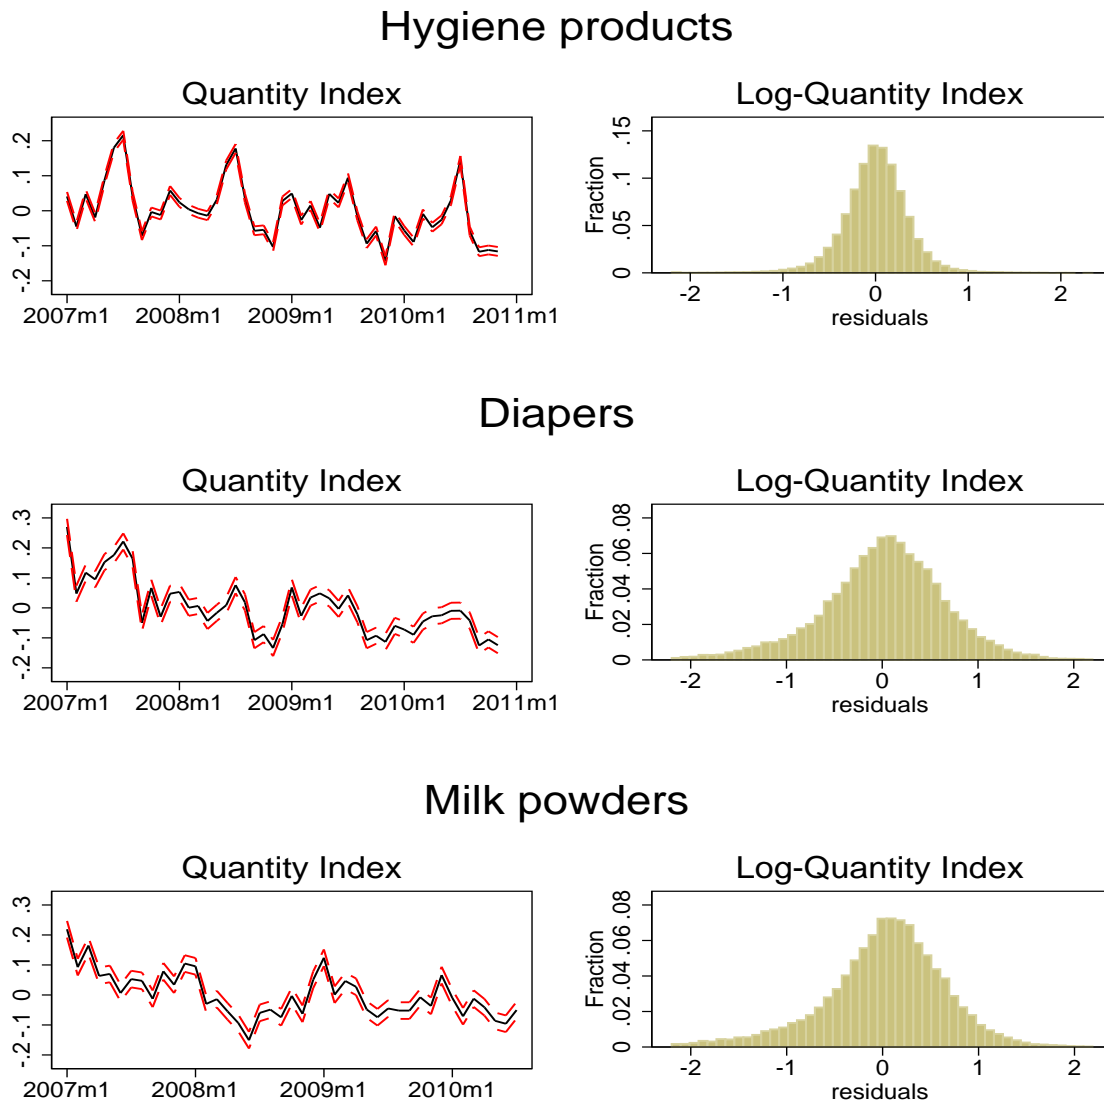 Hygiene products
Quantity Index
.2
.1
0
-.1
-.2
2007m1 2008m1 2009m1 2010m1 2011m1
Log-Quantity Index
Fraction
.15
.1
.05
0
-2 -1 0 1 2
residuals
Diapers
Quantity Index
.3
.2
.1
0
-.1
-.2
2007m1 2008m1 2009m1 2010m1 2011m1
Log-Quantity Index
Fraction
.08
.06
.04
.02
0
-2 -1 0 1 2
residuals
Milk powders
Quantity Index
.3
.2
.1
0
-.1
-.2
2007m1 2008m1 2009m1 2010m1
Log-Quantity Index
Fraction
.08
.06
.04
.02
0
-2 -1 0 1 2
residuals